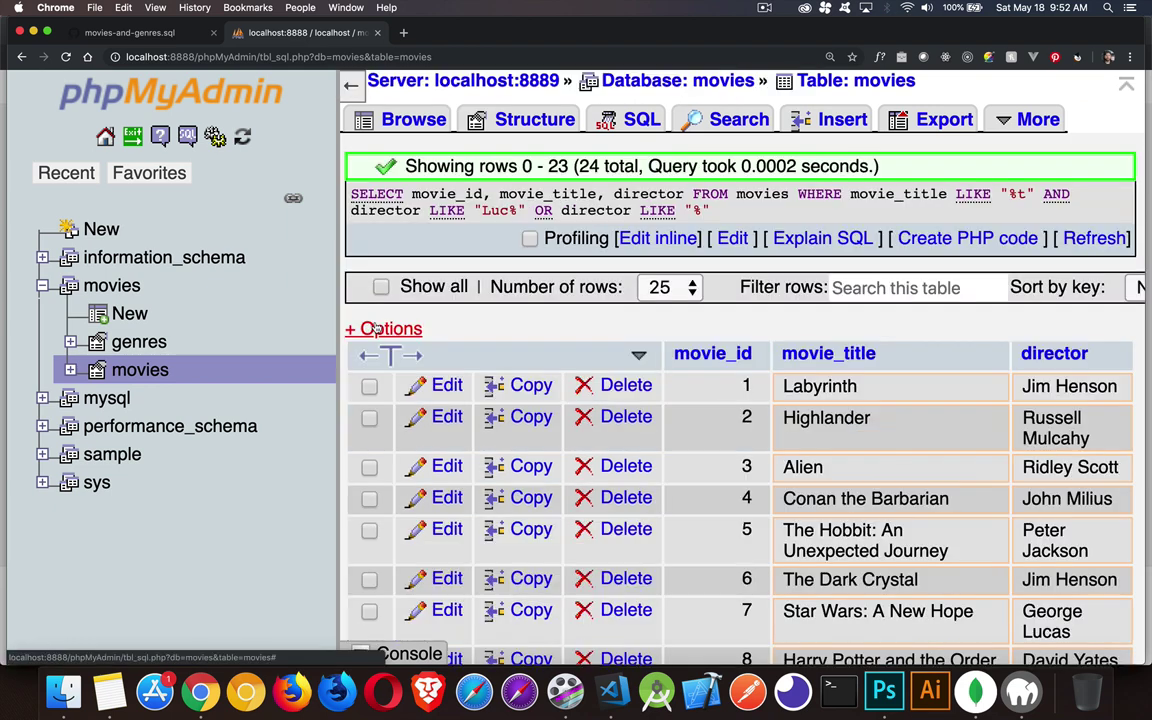 Chrome File Edit View History Bookmarks People Window Help 100% Sat May 18 9:52 AM
movies-and-genres.sql localhost:8888 / localhost / mo
localhost:8888/phpMyAdmin/tbl_sql.php?db=movies&table=movies
phpMyAdmin
Recent Favorites
New
information_schema
movies
New
genres
movies
mysql
performance_schema
sample
sys
Server: localhost:8889 » Database: movies » Table: movies
Browse Structure SQL Search Insert Export More
Showing rows 0 - 23 (24 total, Query took 0.0002 seconds.)
SELECT movie_id, movie_title, director FROM movies WHERE movie_title LIKE "%t" AND
director LIKE "Luc%" OR director LIKE "%"
Profiling [Edit inline] [ Edit ] [ Explain SQL ] [ Create PHP code ] [ Refresh]
Show all | Number of rows: 25 Filter rows: Search this table Sort by key: N
+ Options
movie_id movie_title director
Edit Copy Delete 1 Labyrinth Jim Henson
Edit Copy Delete 2 Highlander Russell
Mulcahy
Edit Copy Delete 3 Alien Ridley Scott
Edit Copy Delete 4 Conan the Barbarian John Milius
Edit Copy Delete 5 The Hobbit: An Peter
Unexpected Journey Jackson
Edit Copy Delete 6 The Dark Crystal Jim Henson
Edit Copy Delete 7 Star Wars: A New Hope George
Lucas
Edit Copy Delete 8 Harry Potter and the Order David Yates
Console
localhost:8888/phpMyAdmin/tbl_sql.php?db=movies&table=movies#
Ps Ai